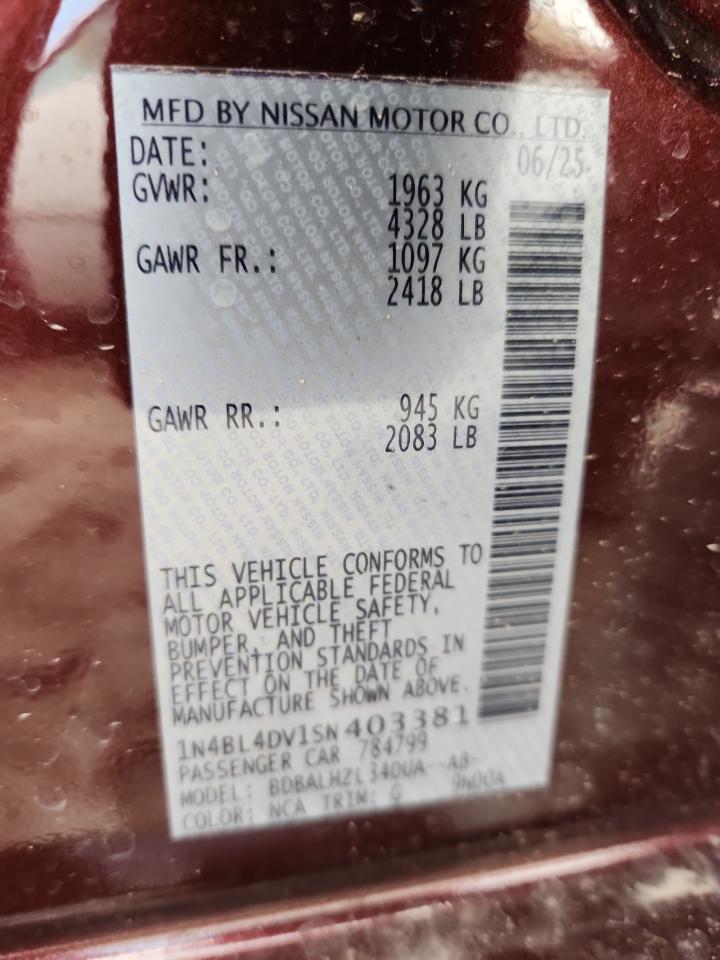 MFD BY NISSAN MOTOR CO., LTD.
DATE: 06/25
GVWR: 1963 KG
4328 LB
GAWR FR.: 1097 KG
2418 LB
GAWR RR.: 945 KG
2083 LB
THIS VEHICLE CONFORMS TO
ALL APPLICABLE FEDERAL
MOTOR VEHICLE SAFETY,
BUMPER, AND THEFT
PREVENTION STANDARDS IN
EFFECT ON THE DATE OF
MANUFACTURE SHOWN ABOVE.
1N4BL4DV1SN403381
PASSENGER CAR 784799
MODEL: BDBALHZL34DUA--AB-
COLOR: NCA TRIM: G 9N00A